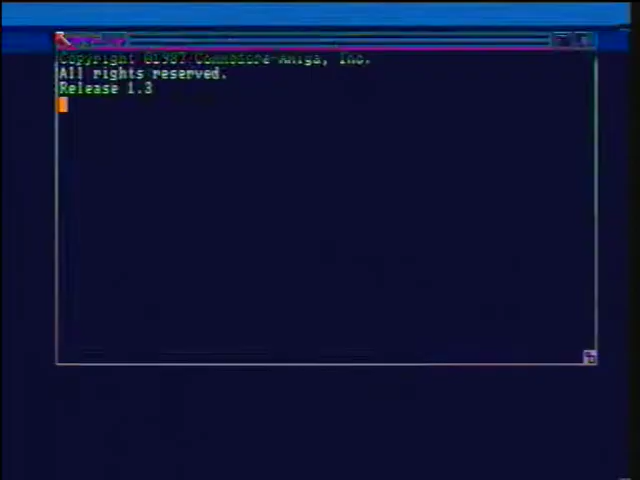 Copyright ©1987 Commodore-Amiga, Inc.
All rights reserved.
Release 1.3